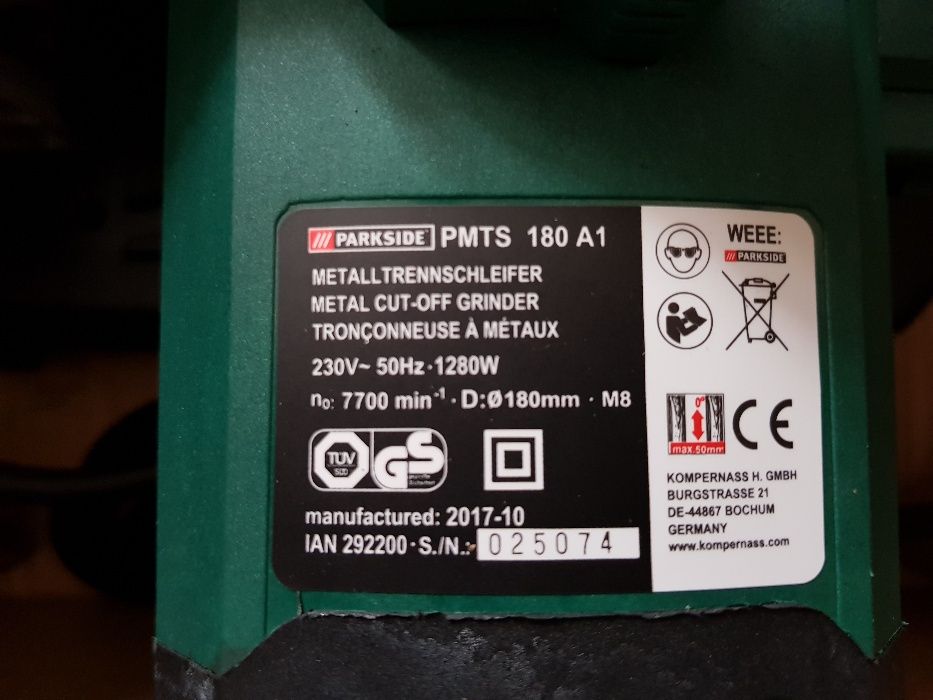 PARKSIDE PMTS 180 A1
METALLTRENNSCHLEIFER
METAL CUT-OFF GRINDER
TRONÇONNEUSE À MÉTAUX
230V~ 50Hz · 1280W
n₀: 7700 min⁻¹ · D:Ø180mm · M8
TÜV
SÜD
GS
manufactured: 2017-10
IAN 292200 · S./N.: 025074
WEEE:
PARKSIDE
0°
max.50mm
CE
KOMPERNASS H. GMBH
BURGSTRASSE 21
DE-44867 BOCHUM
GERMANY
www.kompernass.com